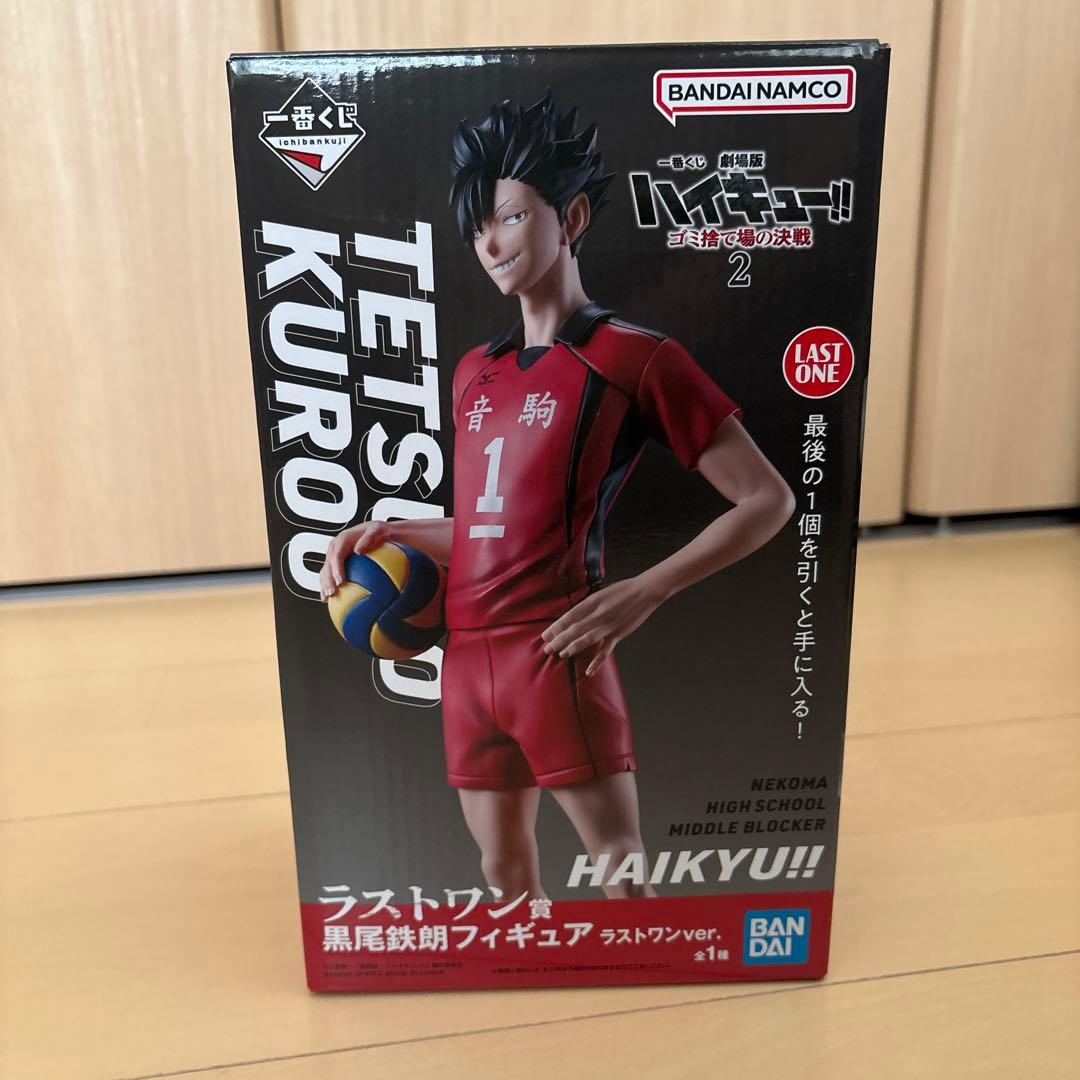 一番くじ
ichibankuji
BANDAI NAMCO
一番くじ 劇場版
ハイキュー!!
ゴミ捨て場の決戦
2
TETSURO
KUROO
LAST
ONE
最後の1個を引くと手に入る!
音駒
1
NEKOMA
HIGH SCHOOL
MIDDLE BLOCKER
HAIKYU!!
ラストワン賞
黒尾鉄朗フィギュア ラストワンver.
全1種
BAN
DAI